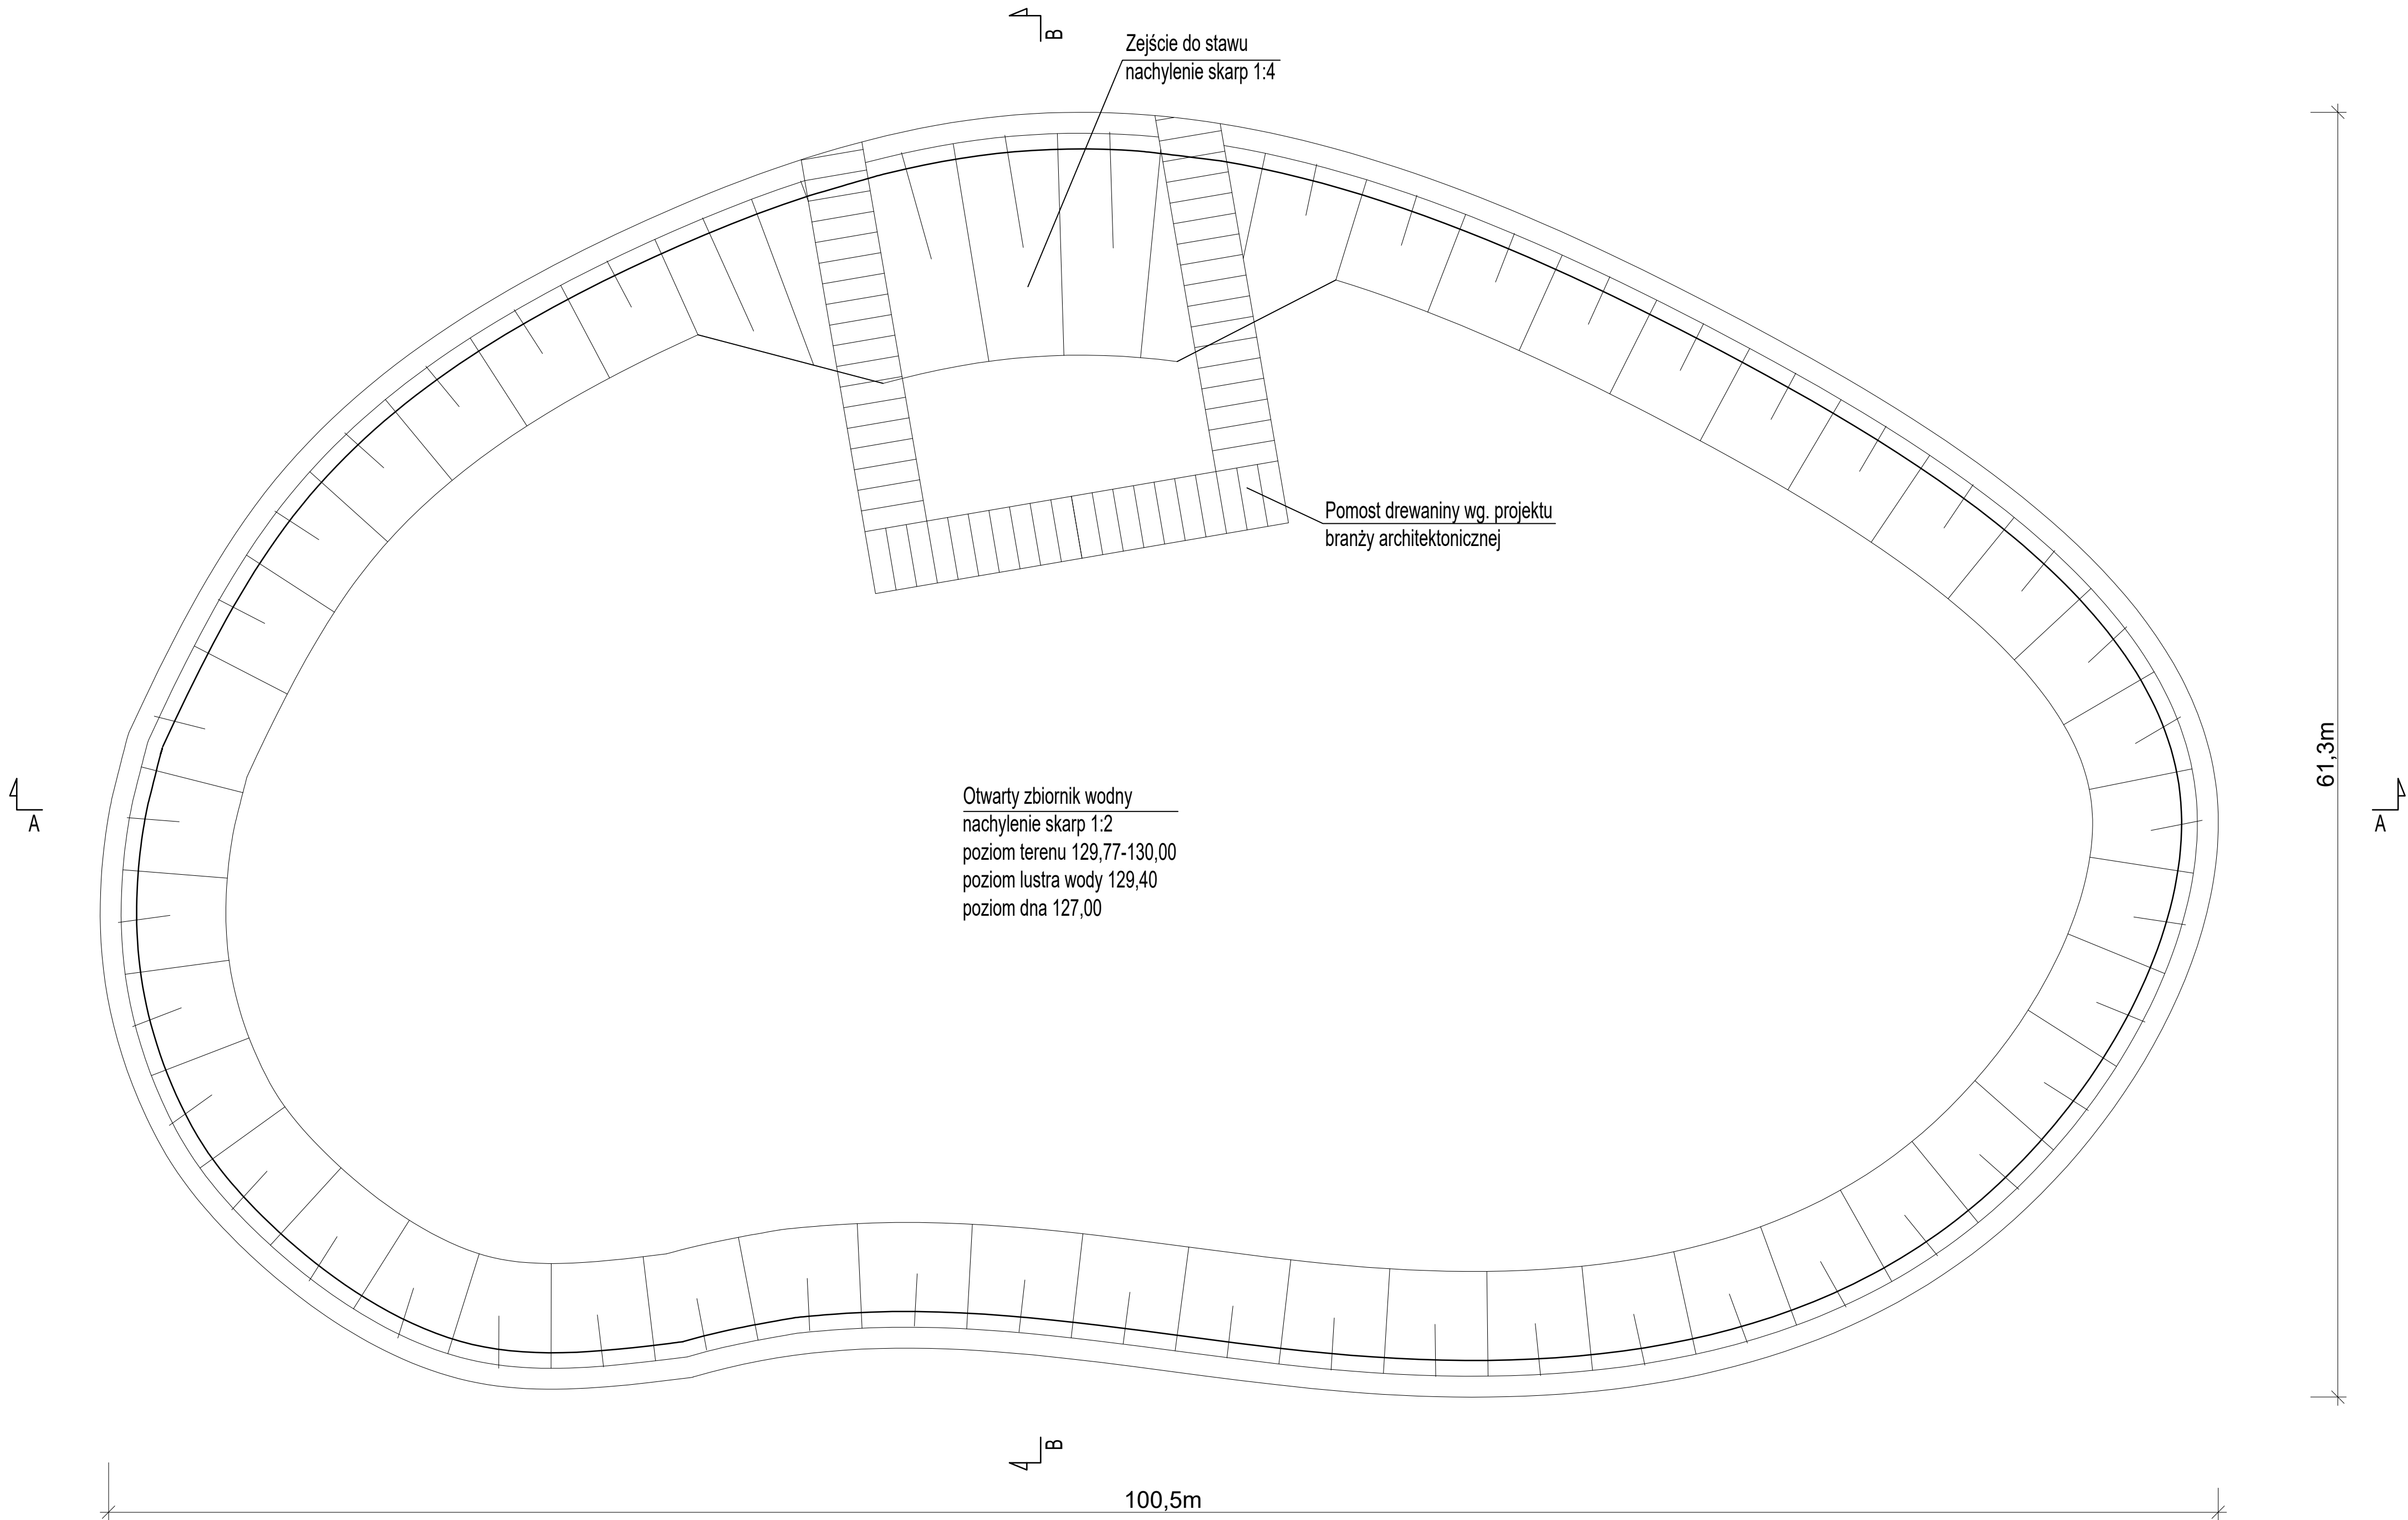 B
Zejście do stawu
nachylenie skarp 1:4
Pomost drewaniny wg. projektu
branży architektonicznej
61,3m
Otwarty zbiornik wodny
nachylenie skarp 1:2
poziom terenu 129,77-130,00
poziom lustra wody 129,40
poziom dna 127,00
A
A
B
100,5m